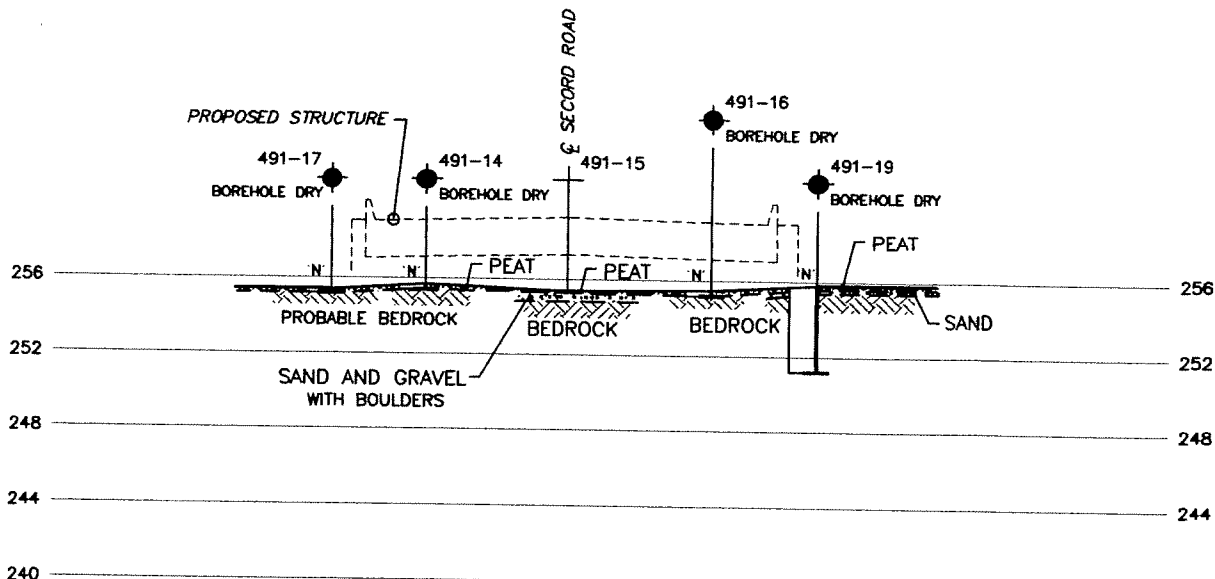 ℄ SECORD ROAD
491-16
BOREHOLE DRY
PROPOSED STRUCTURE
491-17
BOREHOLE DRY
491-14
BOREHOLE DRY
491-15
491-19
BOREHOLE DRY
256
'N'
'N'
PEAT
PEAT
'N'
'N'
PEAT
256
PROBABLE BEDROCK
BEDROCK
BEDROCK
SAND
252
252
SAND AND GRAVEL
WITH BOULDERS
248
248
244
244
240